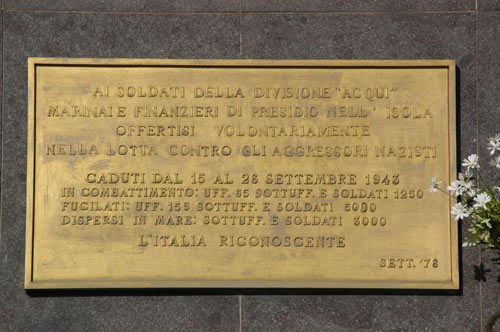 AI SOLDATI DELLA DIVISIONE "ACQUI"
MARINAI E FINANZIERI DI PRESIDIO NELL' ISOLA
OFFERTISI VOLONTARIAMENTE
NELLA LOTTA CONTRO GLI AGGRESSORI NAZISTI
CADUTI DAL 15 AL 26 SETTEMBRE 1943
IN COMBATTIMENTO: UFF. 65 SOTTUFF. E SOLDATI 1250
FUCILATI: UFF. 155 SOTTUFF. E SOLDATI 5000
DISPERSI IN MARE: SOTTUFF. E SOLDATI 3000
L'ITALIA RICONOSCENTE
SETT. '78